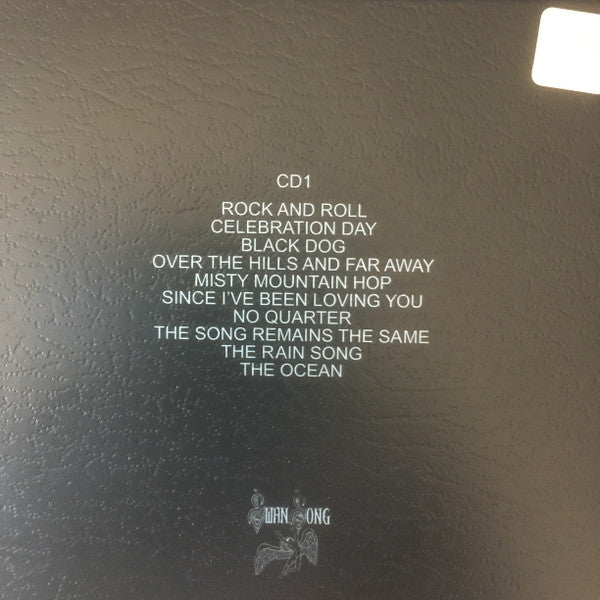 CD1
ROCK AND ROLL
CELEBRATION DAY
BLACK DOG
OVER THE HILLS AND FAR AWAY
MISTY MOUNTAIN HOP
SINCE I'VE BEEN LOVING YOU
NO QUARTER
THE SONG REMAINS THE SAME
THE RAIN SONG
THE OCEAN
SWAN SONG